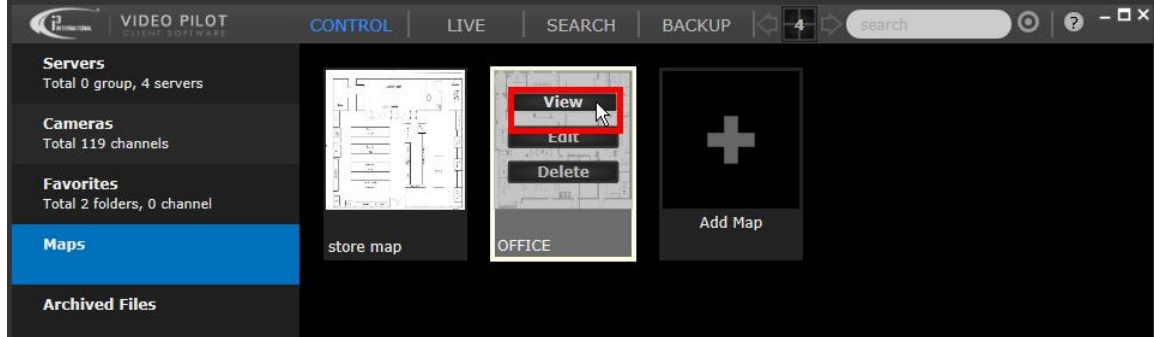 VIDEO PILOT
CLIENT SOFTWARE
CONTROL
LIVE
SEARCH
BACKUP
4
search
?
Servers
Total 0 group, 4 servers
Cameras
Total 119 channels
Favorites
Total 2 folders, 0 channel
Maps
Archived Files
View
Edit
Delete
store map
OFFICE
Add Map